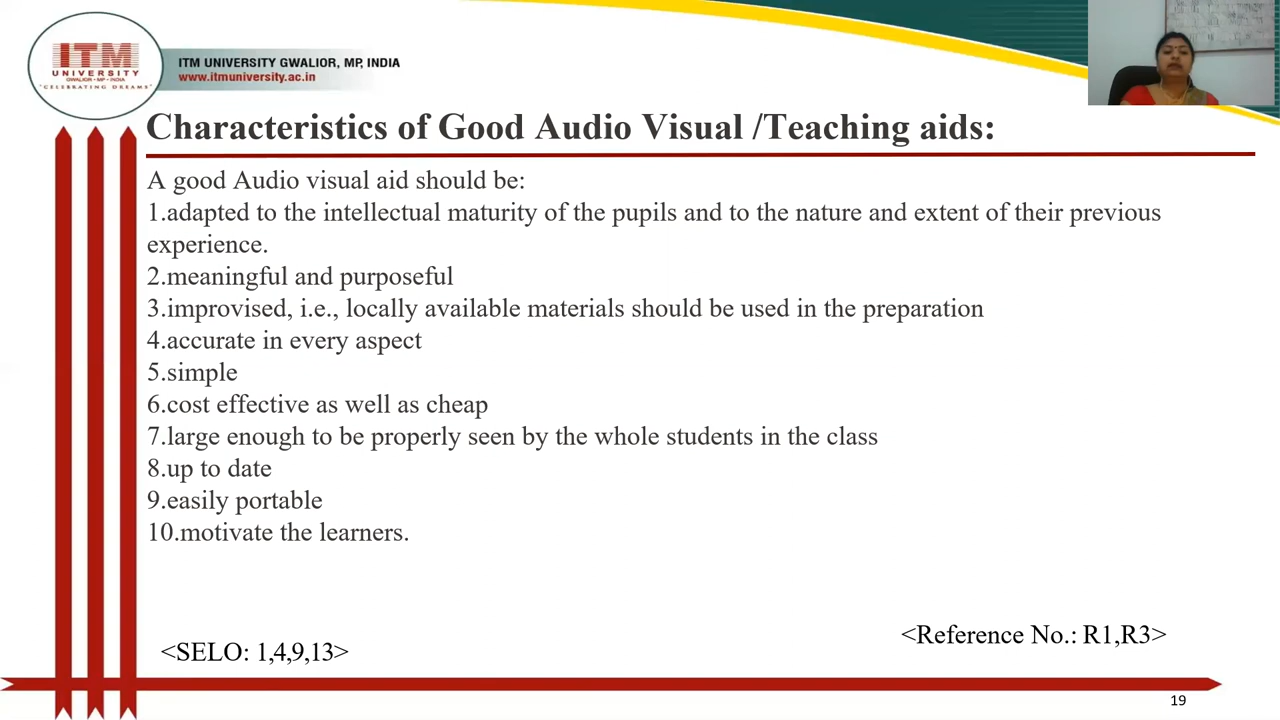 ITM
UNIVERSITY
GWALIOR • MP • INDIA
"CELEBRATING DREAMS"
ITM UNIVERSITY GWALIOR, MP, INDIA
www.itmuniversity.ac.in
Characteristics of Good Audio Visual /Teaching aids:
A good Audio visual aid should be:
1.adapted to the intellectual maturity of the pupils and to the nature and extent of their previous
experience.
2.meaningful and purposeful
3.improvised, i.e., locally available materials should be used in the preparation
4.accurate in every aspect
5.simple
6.cost effective as well as cheap
7.large enough to be properly seen by the whole students in the class
8.up to date
9.easily portable
10.motivate the learners.
<SELO: 1,4,9,13>
<Reference No.: R1,R3>
19